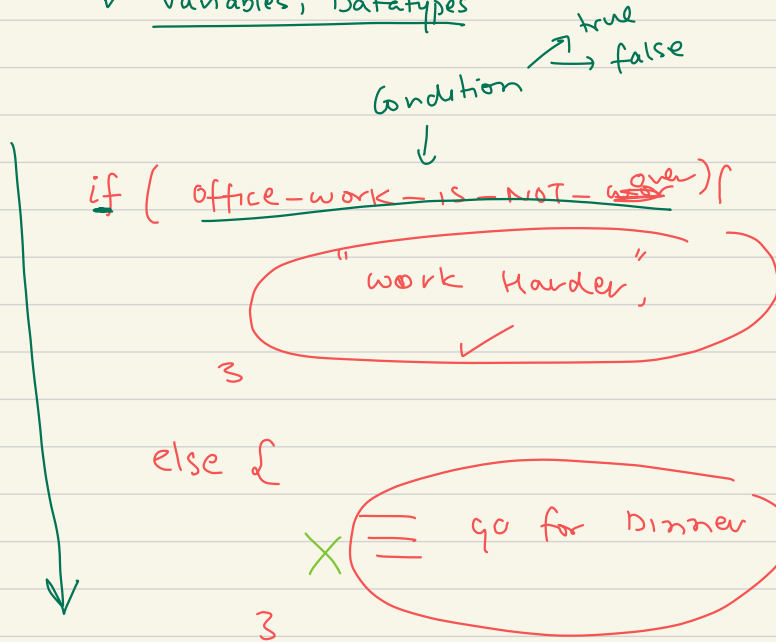 Variables, Datatypes
true
false
Condition
if ( office-work-is-NOT-over ) {
"work Harder",
}
else {
go for Dinner
}